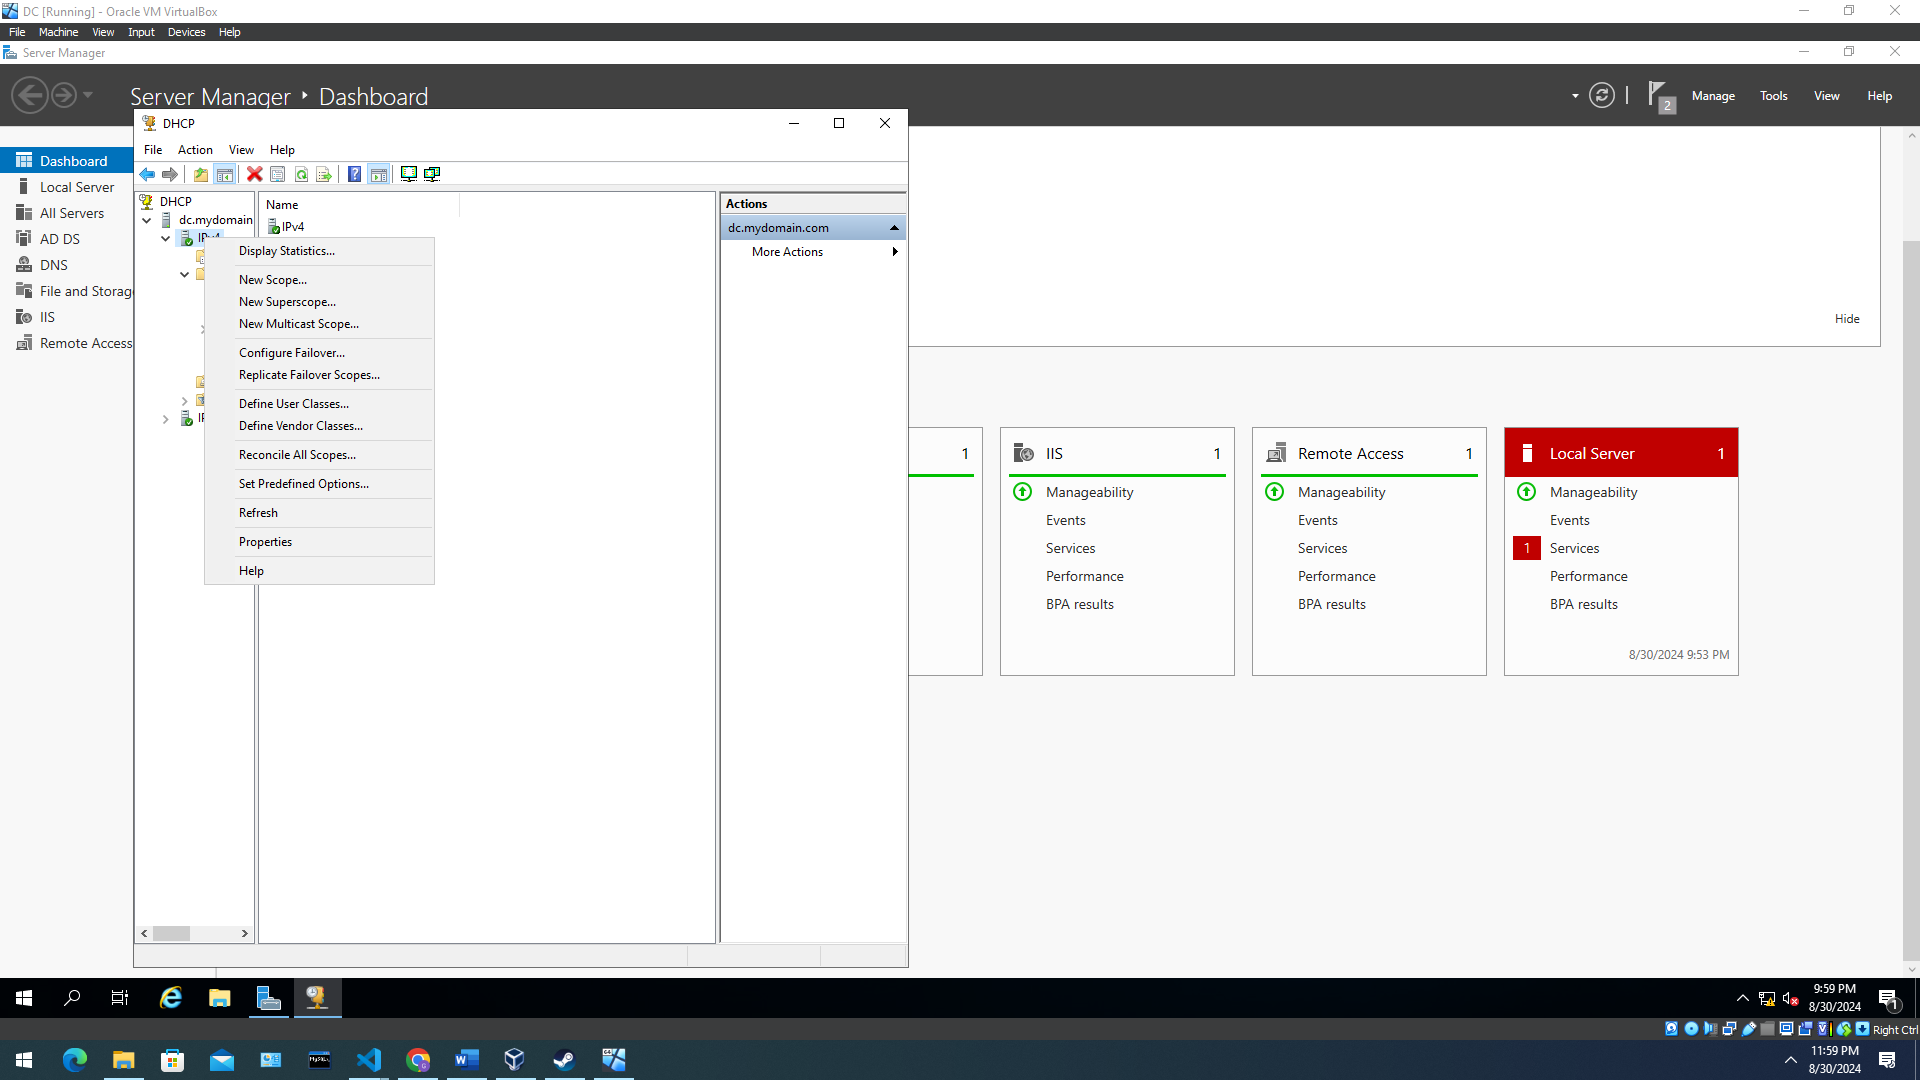 DC [Running] - Oracle VM VirtualBox
File Machine View Input Devices Help
Server Manager
Server Manager Dashboard
2 Manage Tools View Help
DHCP
File Action View Help
Dashboard
Local Server
All Servers
AD DS
DNS
File and Storag
IIS
Remote Access
DHCP
dc.mydomain
IPv4
Name
IPv4
Display Statistics...
New Scope...
New Superscope...
New Multicast Scope...
Configure Failover...
Replicate Failover Scopes...
Define User Classes...
Define Vendor Classes...
Reconcile All Scopes...
Set Predefined Options...
Refresh
Properties
Help
Actions
dc.mydomain.com
More Actions
Hide
1
IIS 1
Manageability
Events
Services
Performance
BPA results
Remote Access 1
Manageability
Events
Services
Performance
BPA results
Local Server 1
Manageability
Events
1 Services
Performance
BPA results
8/30/2024 9:53 PM
9:59 PM
8/30/2024
1
Right Ctrl
11:59 PM
8/30/2024